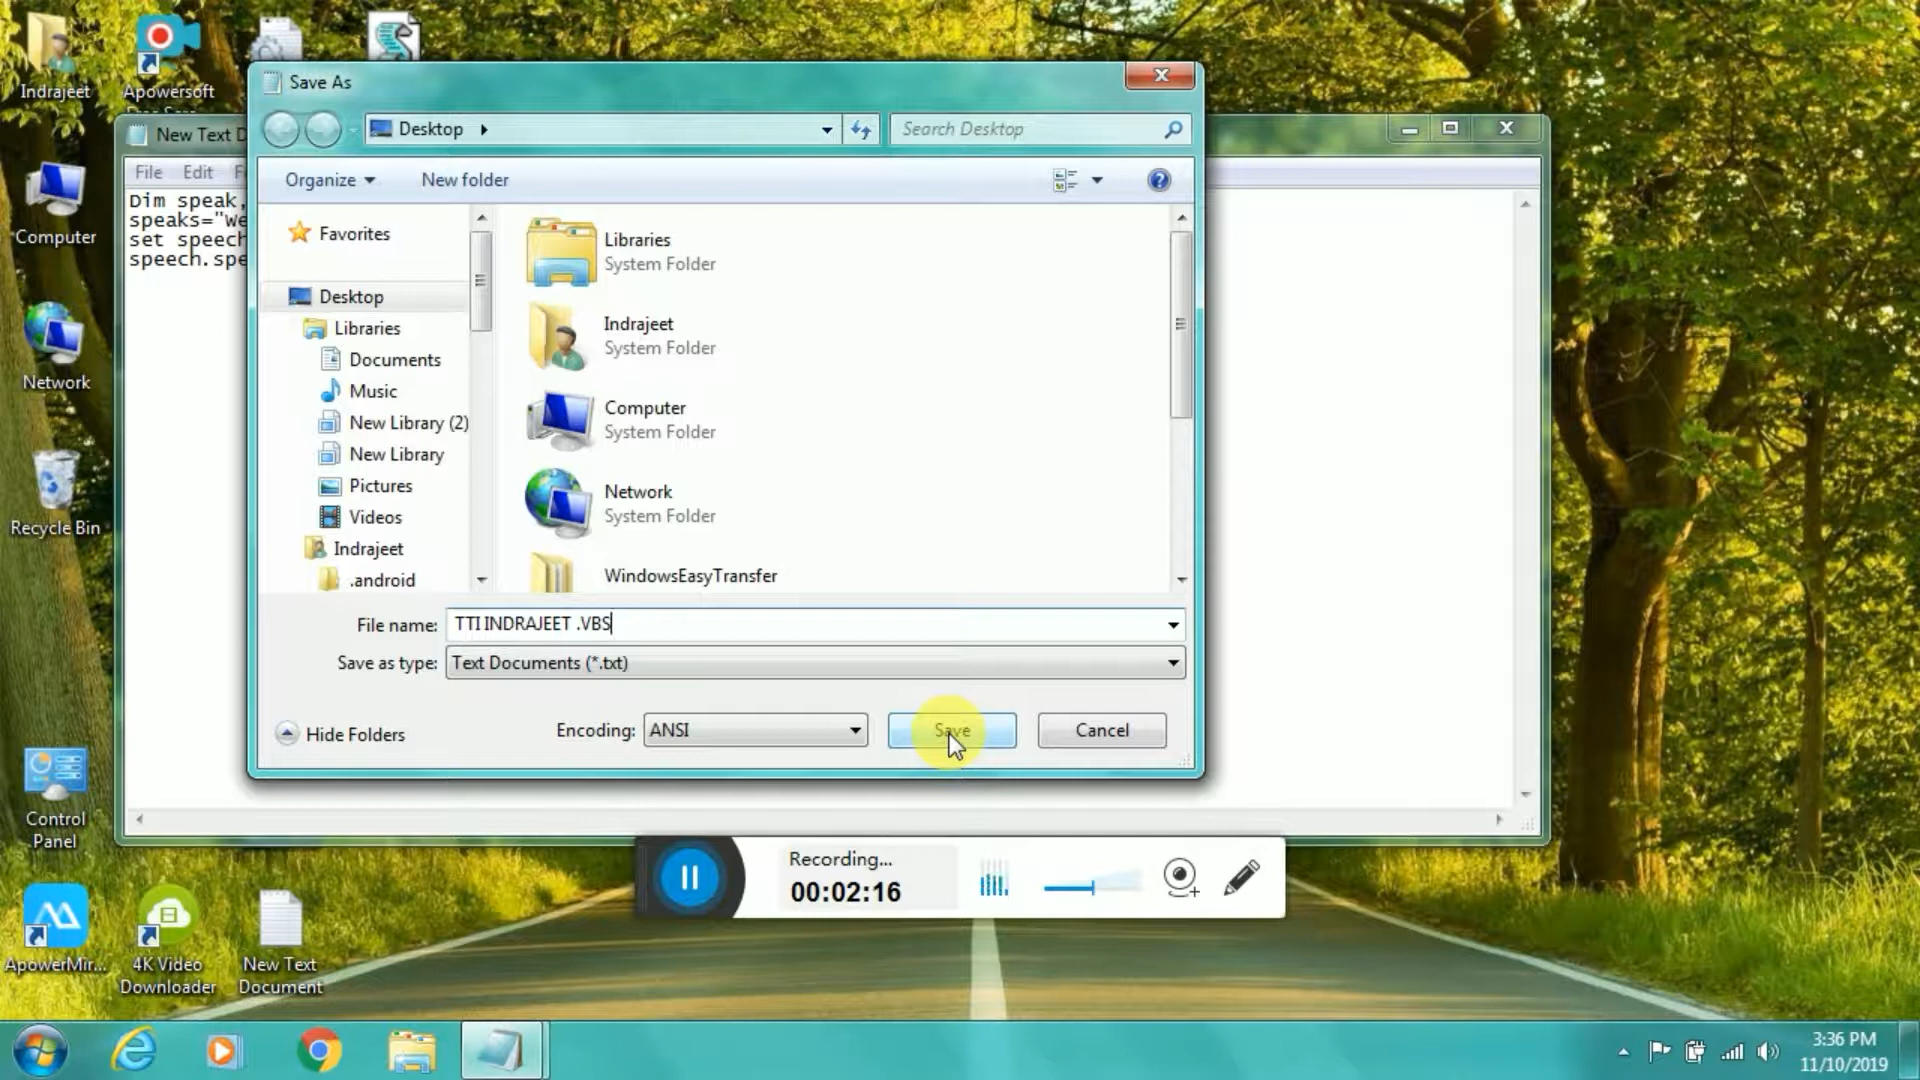 Indrajeet
Apowersoft
Computer
Network
Recycle Bin
Control
Panel
ApowerMir...
4K Video
Downloader
New Text
Document
New Text D
File Edit F
Dim speak,
speaks="We
set speech
speech.spe
Save As
Desktop
Search Desktop
Organize
New folder
Favorites
Desktop
Libraries
Documents
Music
New Library (2)
New Library
Pictures
Videos
Indrajeet
.android
Libraries
System Folder
Indrajeet
System Folder
Computer
System Folder
Network
System Folder
WindowsEasyTransfer
File name: TTI INDRAJEET .VBS
Save as type: Text Documents (*.txt)
Hide Folders
Encoding: ANSI
Save
Cancel
Recording...
00:02:16
3:36 PM
11/10/2019